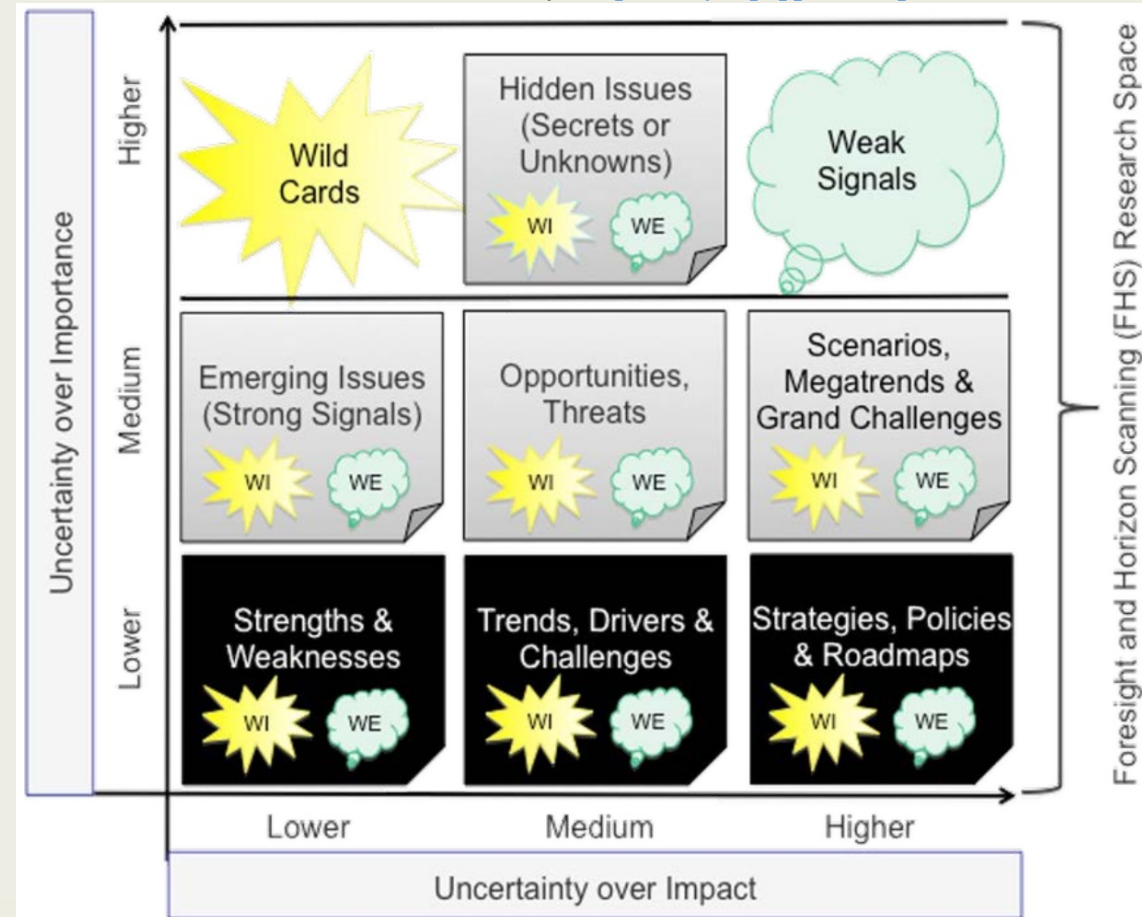 Higher
Wild
Cards
Hidden Issues
(Secrets or
Unknowns)
WI
WE
Weak
Signals
Medium
Emerging Issues
(Strong Signals)
WI
WE
Opportunities,
Threats
WI
WE
Scenarios,
Megatrends &
Grand Challenges
WI
WE
Lower
Strengths &
Weaknesses
WI
WE
Trends, Drivers &
Challenges
WI
WE
Strategies, Policies
& Roadmaps
WI
WE
Uncertainty over Importance
Lower
Medium
Higher
Uncertainty over Impact
Foresight and Horizon Scanning (FHS) Research Space